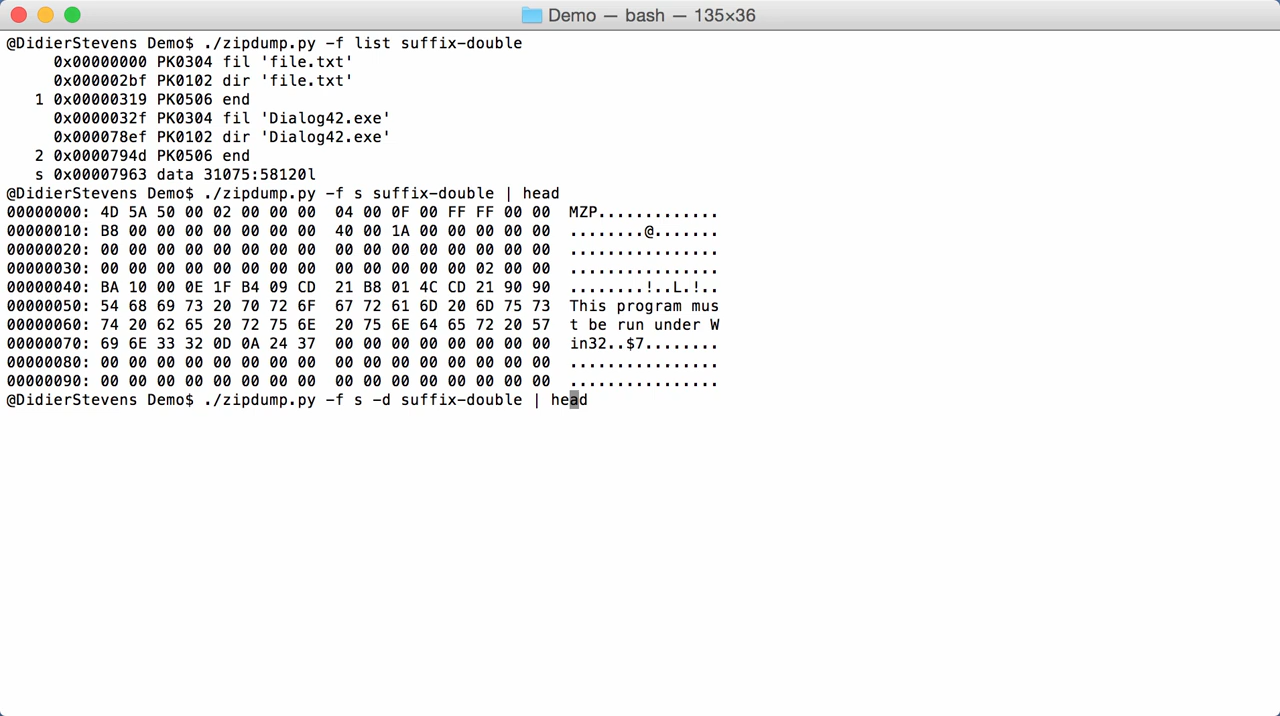 Demo — bash — 135×36
@DidierStevens Demo$ ./zipdump.py -f list suffix-double
     0x00000000 PK0304 fil 'file.txt'
     0x000002bf PK0102 dir 'file.txt'
   1 0x00000319 PK0506 end
     0x0000032f PK0304 fil 'Dialog42.exe'
     0x000078ef PK0102 dir 'Dialog42.exe'
   2 0x0000794d PK0506 end
   s 0x00007963 data 31075:58120l
@DidierStevens Demo$ ./zipdump.py -f s suffix-double | head
00000000: 4D 5A 50 00 02 00 00 00  04 00 0F 00 FF FF 00 00  MZP.............
00000010: B8 00 00 00 00 00 00 00  40 00 1A 00 00 00 00 00  ........@.......
00000020: 00 00 00 00 00 00 00 00  00 00 00 00 00 00 00 00  ................
00000030: 00 00 00 00 00 00 00 00  00 00 00 00 00 02 00 00  ................
00000040: BA 10 00 0E 1F B4 09 CD  21 B8 01 4C CD 21 90 90  ........!..L.!..
00000050: 54 68 69 73 20 70 72 6F  67 72 61 6D 20 6D 75 73  This program mus
00000060: 74 20 62 65 20 72 75 6E  20 75 6E 64 65 72 20 57  t be run under W
00000070: 69 6E 33 32 0D 0A 24 37  00 00 00 00 00 00 00 00  in32..$7........
00000080: 00 00 00 00 00 00 00 00  00 00 00 00 00 00 00 00  ................
00000090: 00 00 00 00 00 00 00 00  00 00 00 00 00 00 00 00  ................
@DidierStevens Demo$ ./zipdump.py -f s -d suffix-double | head